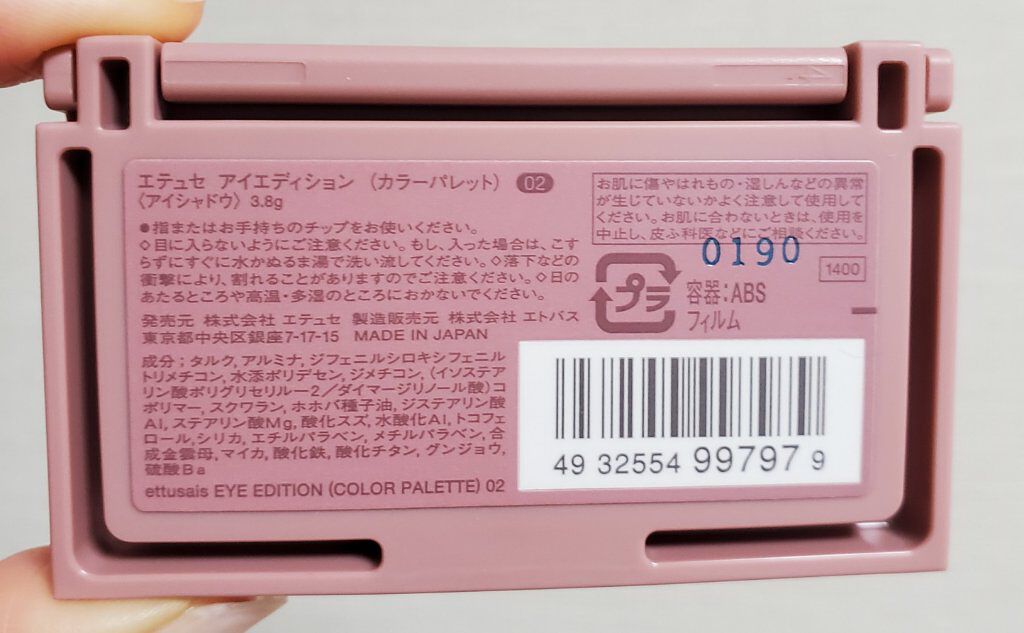 エテュセ アイエディション (カラーパレット) 02
〈アイシャドウ〉 3.8g
●指またはお手持ちのチップをお使いください。
◇目に入らないようにご注意ください。もし、入った場合は、こす
らずにすぐに水かぬるま湯で洗い流してください。◇落下などの
衝撃により、割れることがありますのでご注意ください。◇日の
あたるところや高温・多湿のところにおかないでください。
発売元 株式会社 エテュセ 製造販売元 株式会社 エトバス
東京都中央区銀座7-17-15 MADE IN JAPAN
成分;タルク,アルミナ,ジフェニルシロキシフェニル
トリメチコン,水添ポリデセン,ジメチコン,(イソステア
リン酸ポリグリセリル-2/ダイマージリノール酸)コ
ポリマー,スクワラン,ホホバ種子油,ジステアリン酸
Al,ステアリン酸Mg,酸化スズ,水酸化Al,トコフェ
ロール,シリカ,エチルパラベン,メチルパラベン,合
成金雲母,マイカ,酸化鉄,酸化チタン,グンジョウ,
硫酸Ba
ettusais EYE EDITION (COLOR PALETTE) 02
お肌に傷やはれもの・湿しんなどの異常
が生じていないかよく注意して使用して
ください。お肌に合わないときは、使用を
中止し、皮ふ科医などにご相談ください。
0190
1400
プラ
容器:ABS
フィルム
49 32554 99797 9